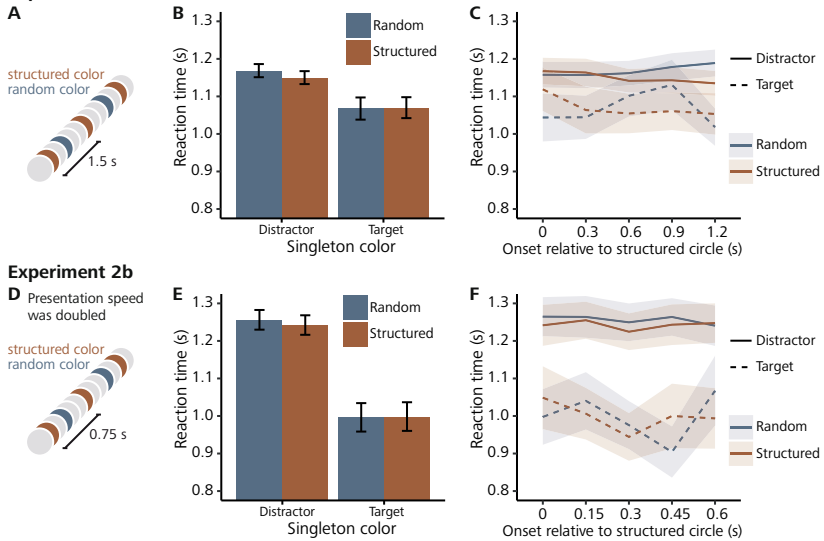 A
structured color
random color
1.5 s
B
Reaction time (s)
1.3
1.2
1.1
1.0
0.9
0.8
Random
Structured
Distractor
Target
Singleton color
C
Reaction time (s)
1.3
1.2
1.1
1.0
0.9
0.8
Distractor
Target
Random
Structured
0 0.3 0.6 0.9 1.2
Onset relative to structured circle (s)
Experiment 2b
D Presentation speed
was doubled
structured color
random color
0.75 s
E
Reaction time (s)
1.3
1.2
1.1
1.0
0.9
0.8
Random
Structured
Distractor
Target
Singleton color
F
Reaction time (s)
1.3
1.2
1.1
1.0
0.9
0.8
Distractor
Target
Random
Structured
0 0.15 0.3 0.45 0.6
Onset relative to structured circle (s)